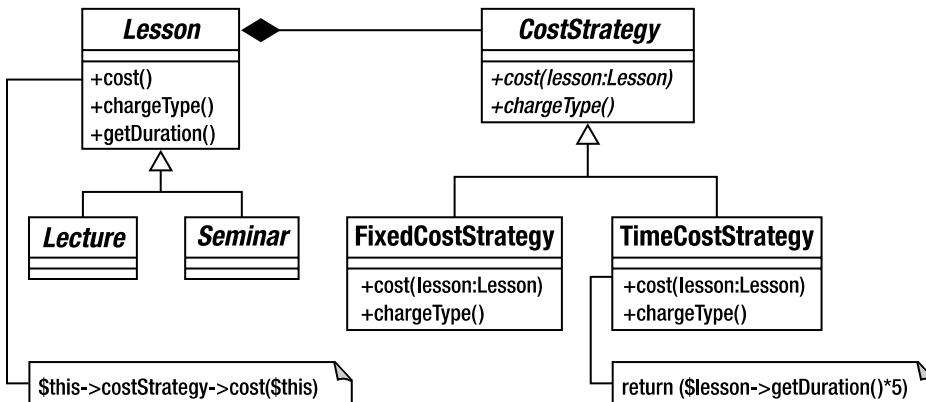 Lesson
+cost()
+chargeType()
+getDuration()
CostStrategy
+cost(lesson:Lesson)
+chargeType()
Lecture
Seminar
FixedCostStrategy
+cost(lesson:Lesson)
+chargeType()
TimeCostStrategy
+cost(lesson:Lesson)
+chargeType()
$this->costStrategy->cost($this)
return ($lesson->getDuration()*5)